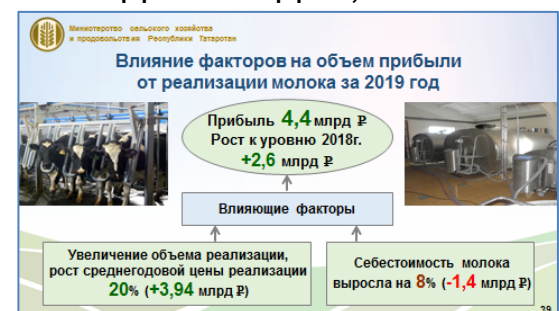 Министерство сельского хозяйства
и продовольствия Республики Татарстан
Влияние факторов на объем прибыли
от реализации молока за 2019 год
Прибыль 4,4 млрд ₽
Рост к уровню 2018г.
+2,6 млрд ₽
Влияющие факторы
Увеличение объема реализации,
рост среднегодовой цены реализации
20% (+3,94 млрд ₽)
Себестоимость молока
выросла на 8% (-1,4 млрд ₽)
39